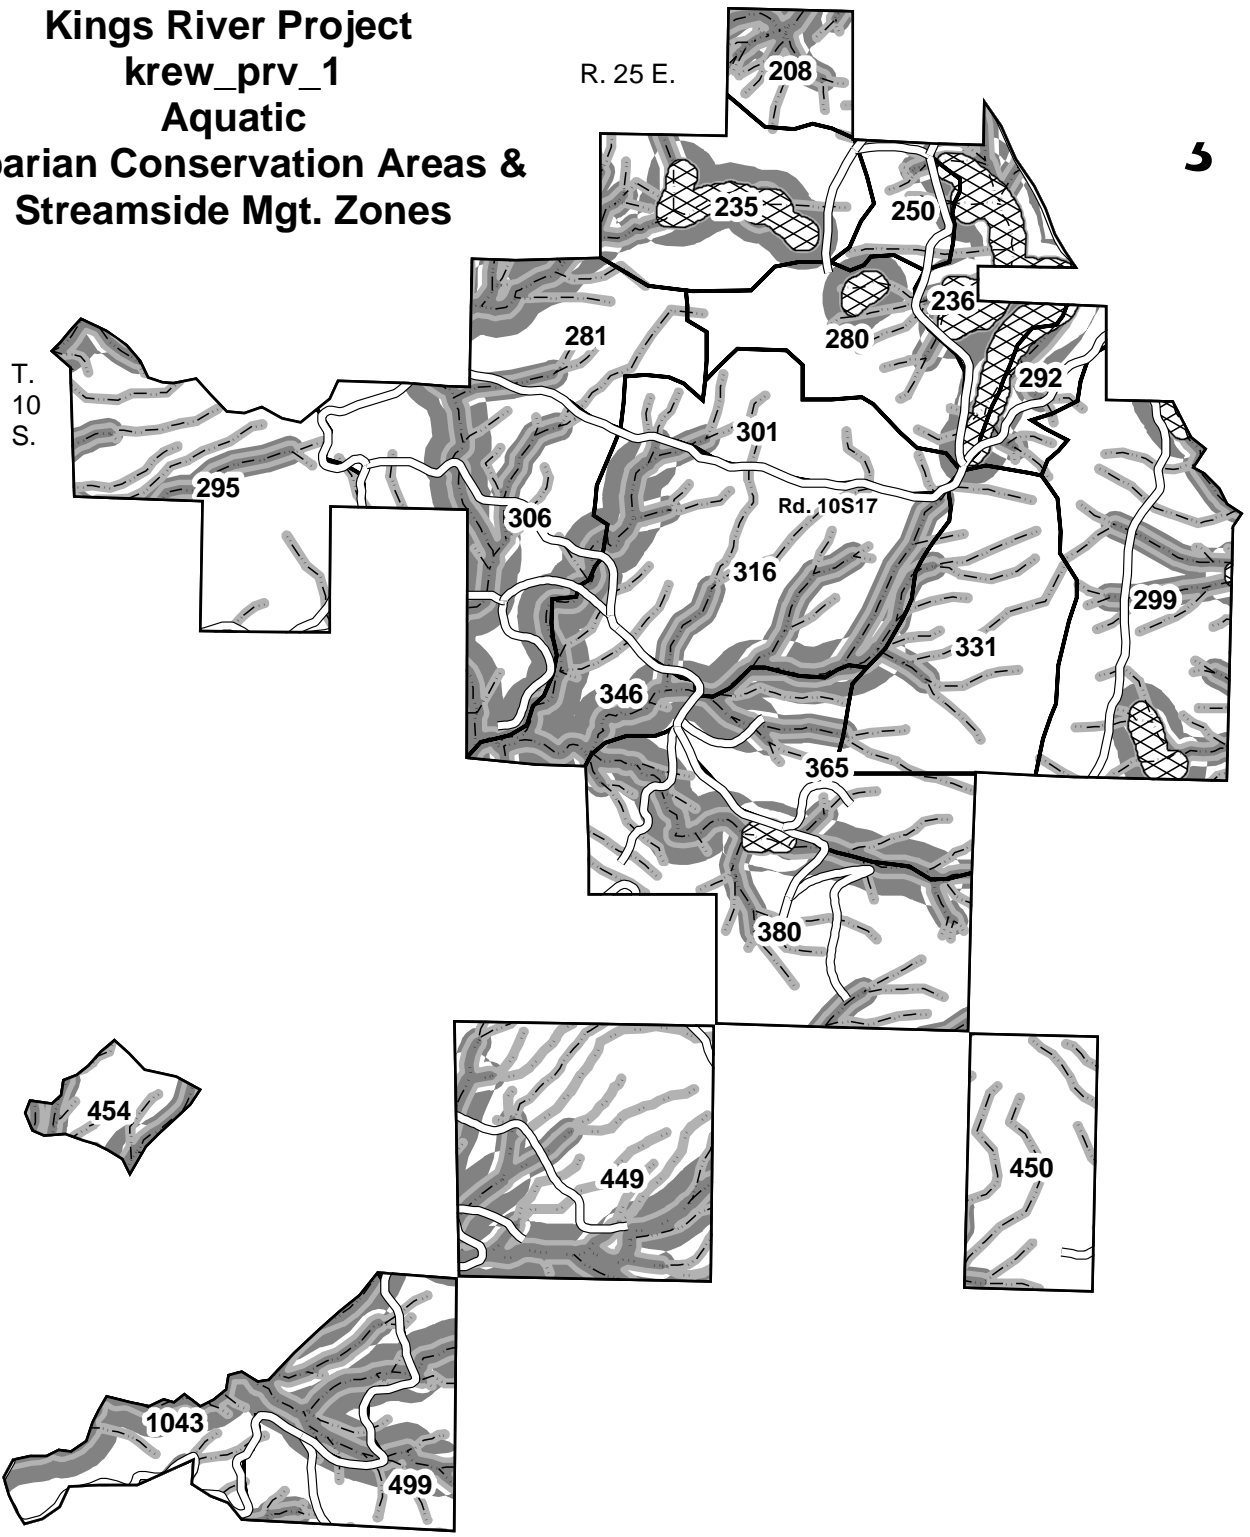 Kings River Project
krew_prv_1
Aquatic
parian Conservation Areas &
Streamside Mgt. Zones
R. 25 E.
208
235
250
236
281
280
T.
10
S.
292
301
295
Rd. 10S17
306
316
299
331
346
365
380
454
449
450
1043
499